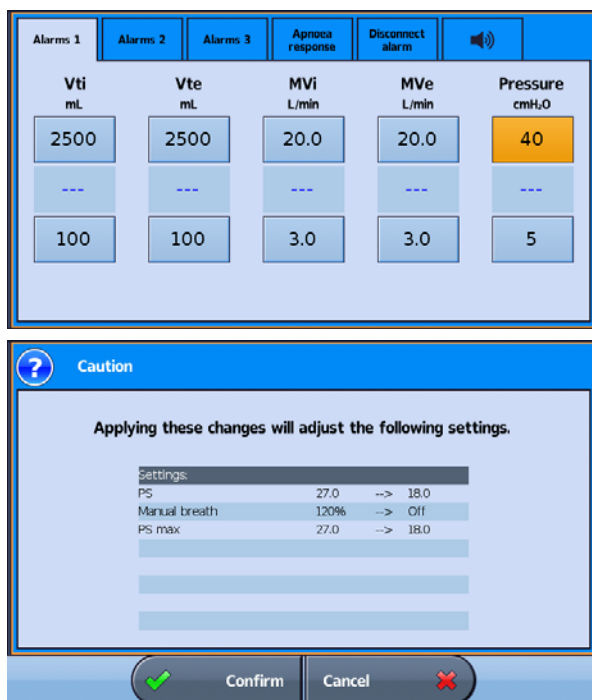 Alarms 1 Alarms 2 Alarms 3 Apnoea response Disconnect alarm
Vti Vte MVi MVe Pressure
mL mL L/min L/min cmH₂O
2500 2500 20.0 20.0 40
--- --- --- --- ---
100 100 3.0 3.0 5
? Caution
Applying these changes will adjust the following settings.
Settings:
PS 27.0 --> 18.0
Manual breath 120% --> Off
PS max 27.0 --> 18.0
Confirm Cancel